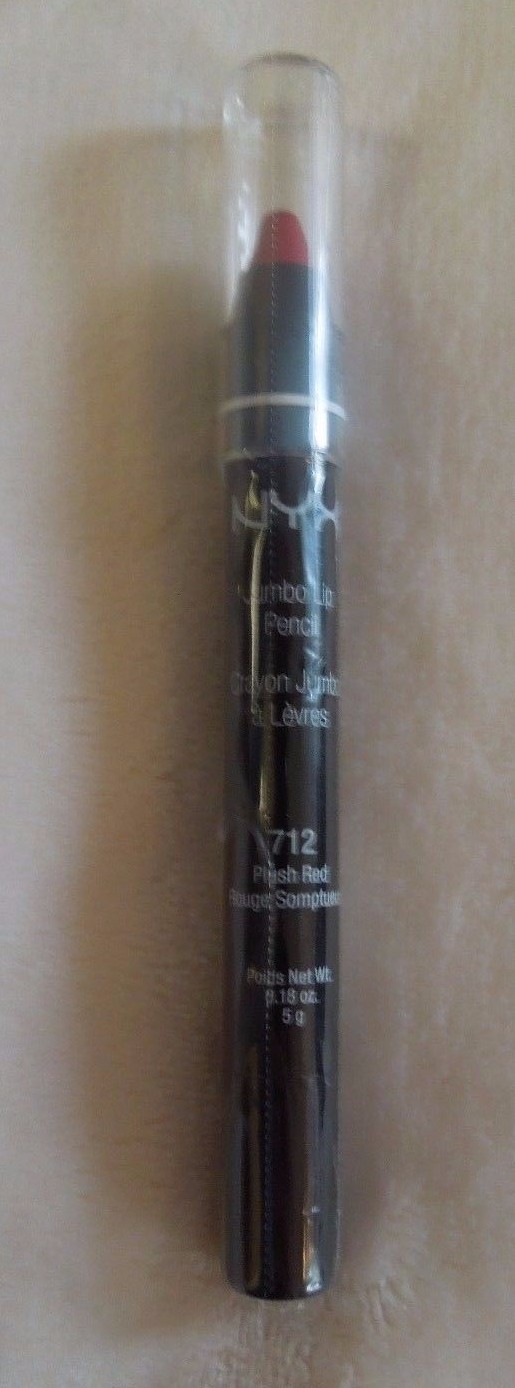 NYX
Jumbo Lip
Pencil
Crayon Jumbo
à Lèvres
712
Plush Red
Rouge Somptueux
Poids Net Wt.
0.18 oz.
5 g